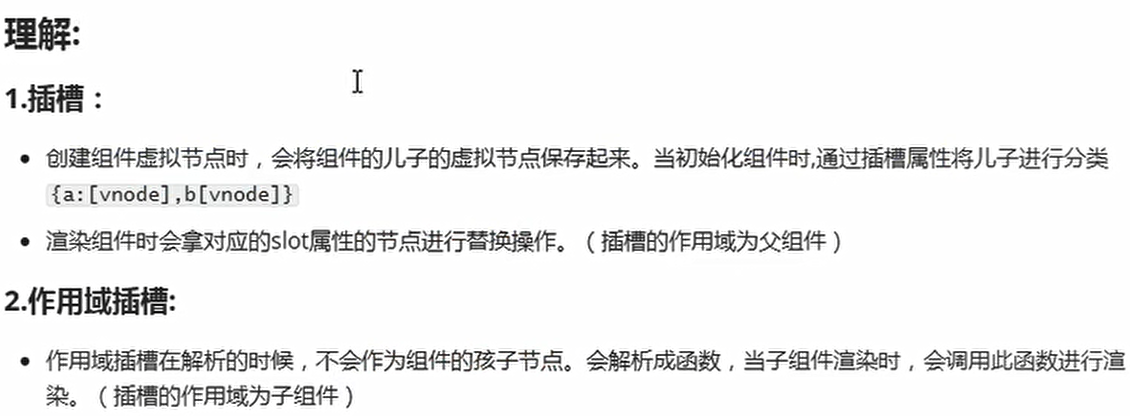 理解:
1.插槽：
创建组件虚拟节点时，会将组件的儿子的虚拟节点保存起来。当初始化组件时,通过插槽属性将儿子进行分类
{a:[vnode],b[vnode]}
渲染组件时会拿对应的slot属性的节点进行替换操作。（插槽的作用域为父组件）
2.作用域插槽:
作用域插槽在解析的时候，不会作为组件的孩子节点。会解析成函数，当子组件渲染时，会调用此函数进行渲
染。（插槽的作用域为子组件）